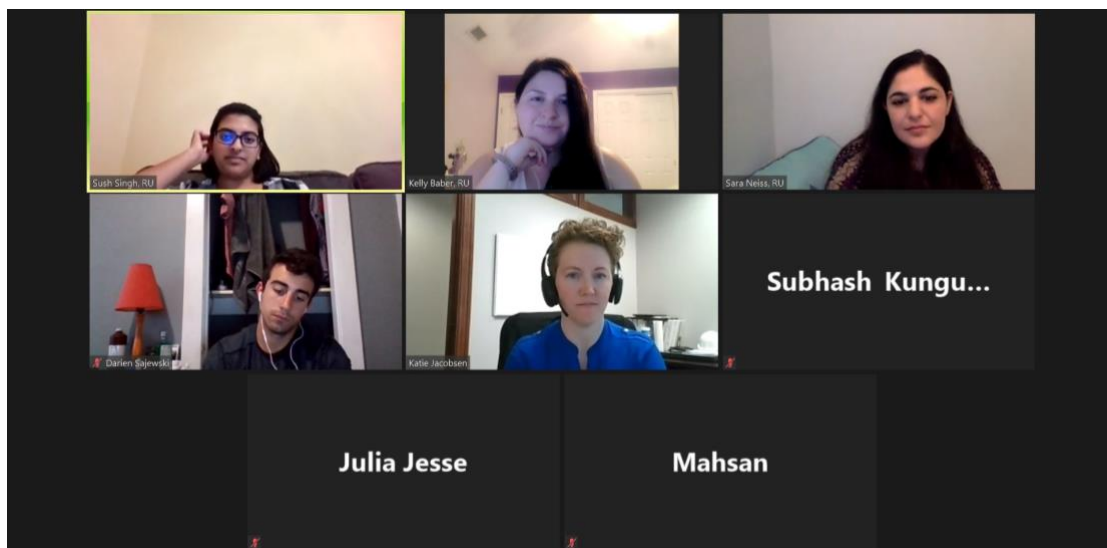 Sush Singh, RU
Kelly Baber, RU
Sara Neiss, RU
Darien Sajewski
Katie Jacobsen
Subhash Kungu...
Julia Jesse
Mahsan